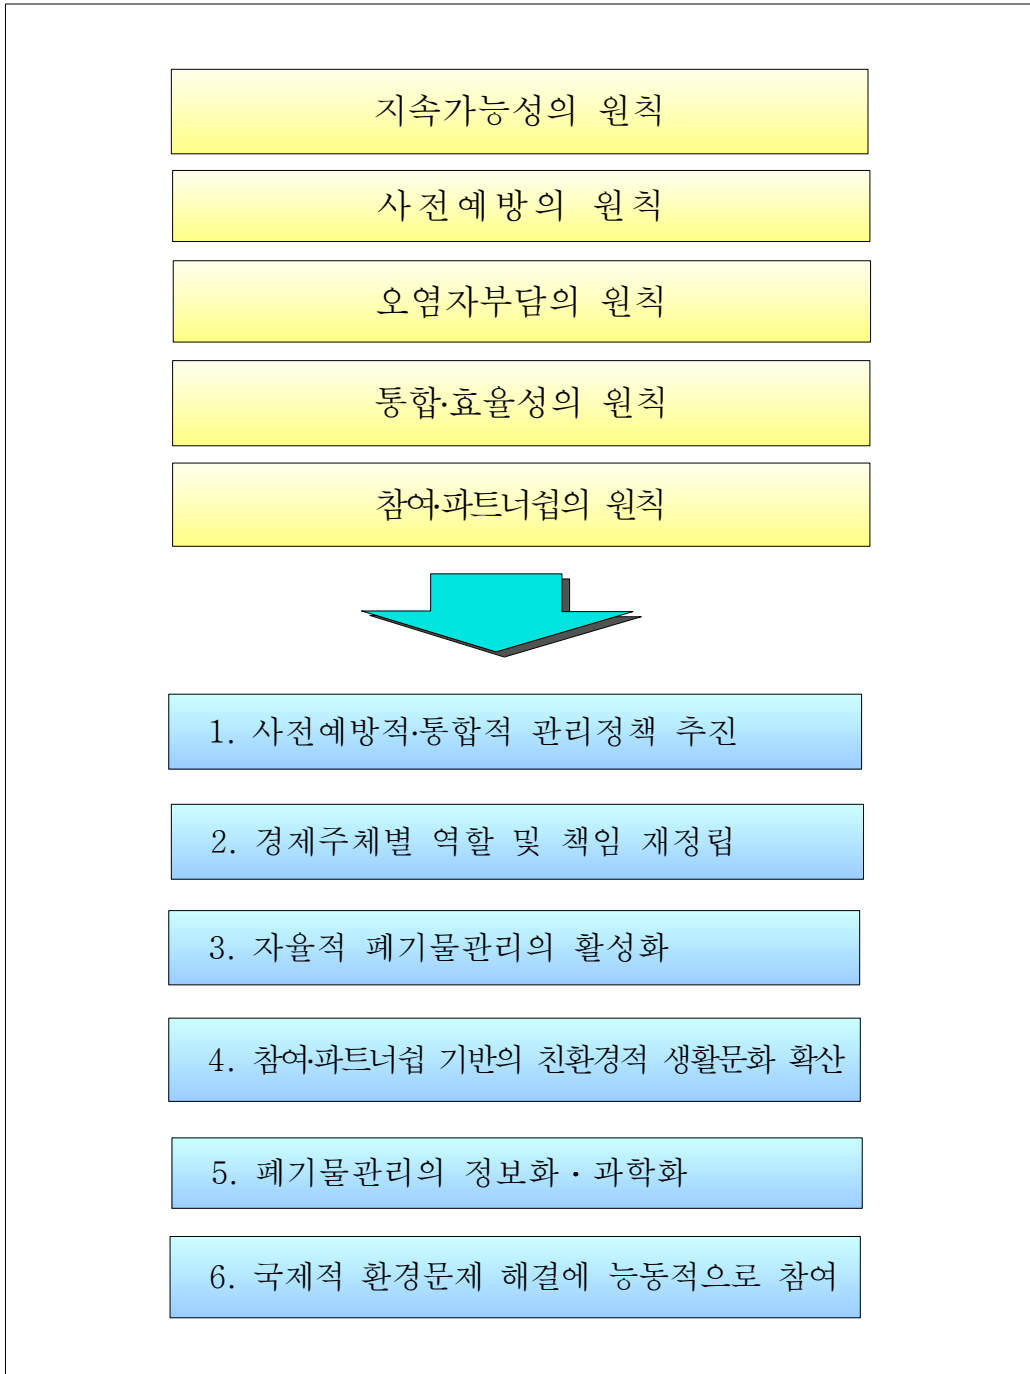 지속가능성의 원칙
사전예방의 원칙
오염자부담의 원칙
통합·효율성의 원칙
참여·파트너쉽의 원칙
1. 사전예방적·통합적 관리정책 추진
2. 경제주체별 역할 및 책임 재정립
3. 자율적 폐기물관리의 활성화
4. 참여·파트너쉽 기반의 친환경적 생활문화 확산
5. 폐기물관리의 정보화·과학화
6. 국제적 환경문제 해결에 능동적으로 참여